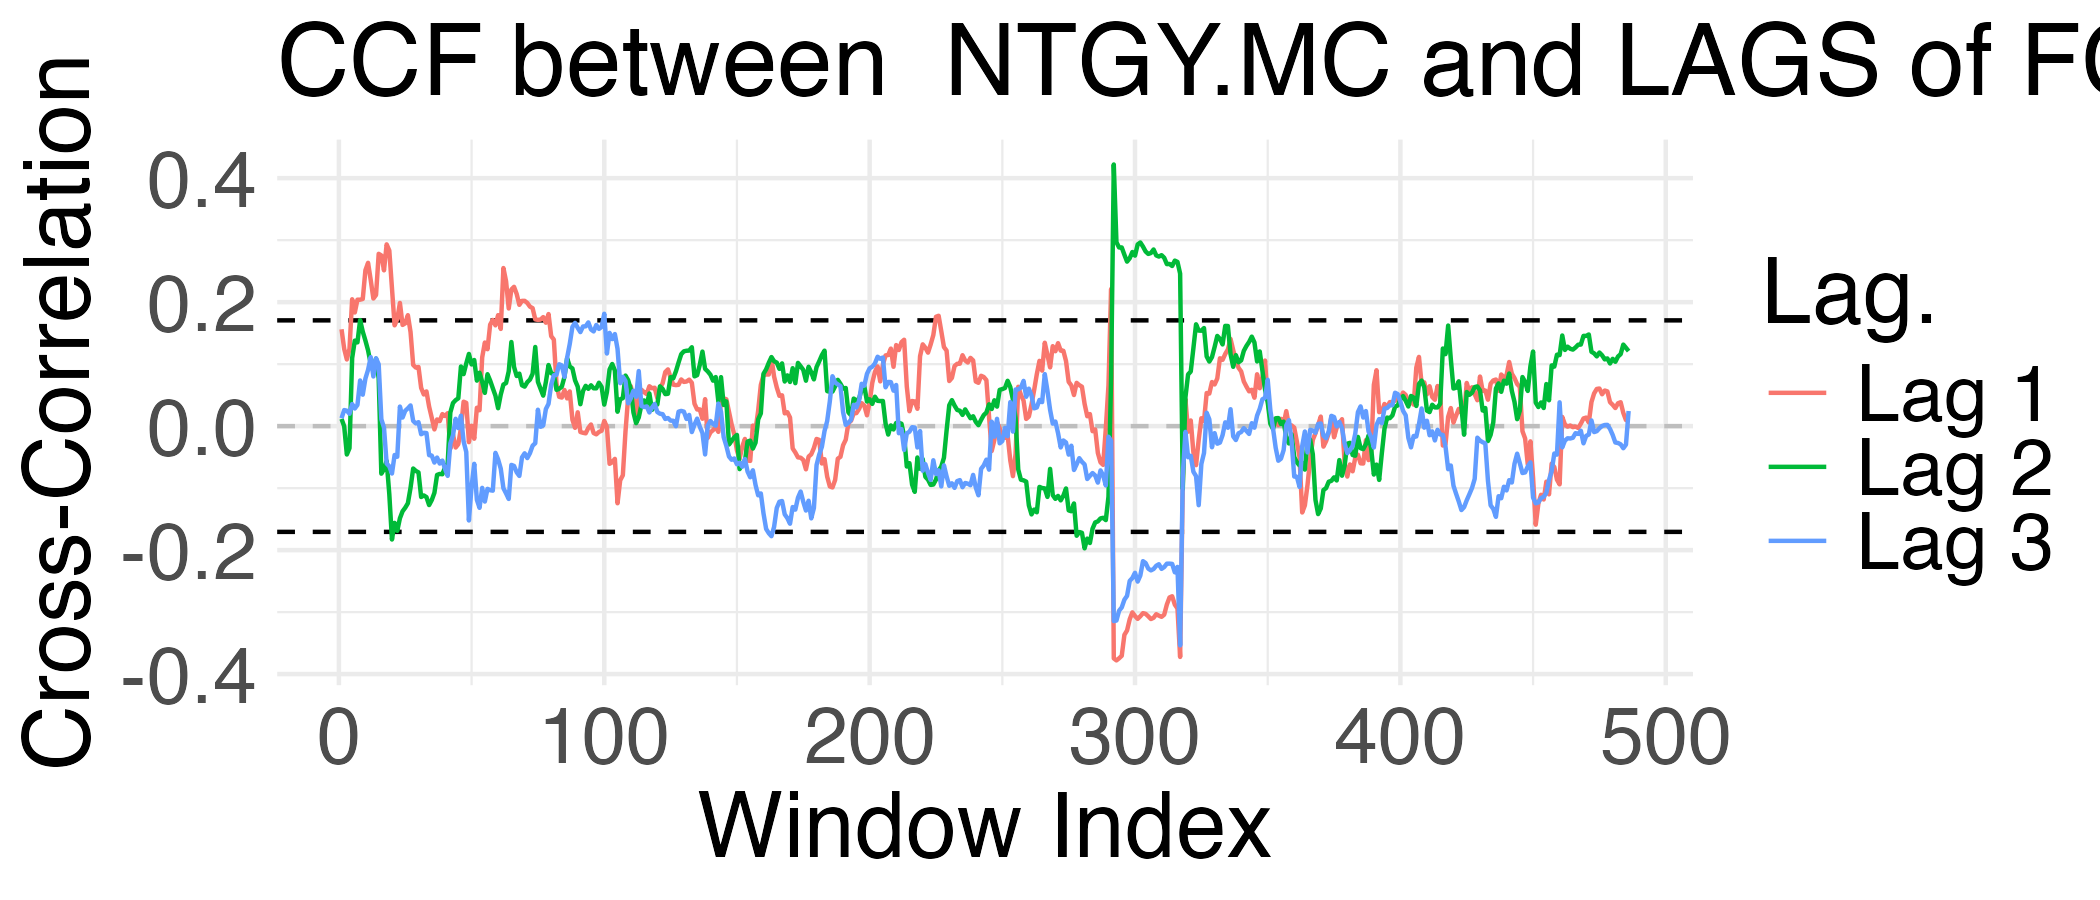 CCF between  NTGY.MC and LAGS of
Cross-Correlation
0.4
0.2
0.0
-0.2
-0.4
0 100 200 300 400 500
Window Index
Lag.
Lag 1
Lag 2
Lag 3